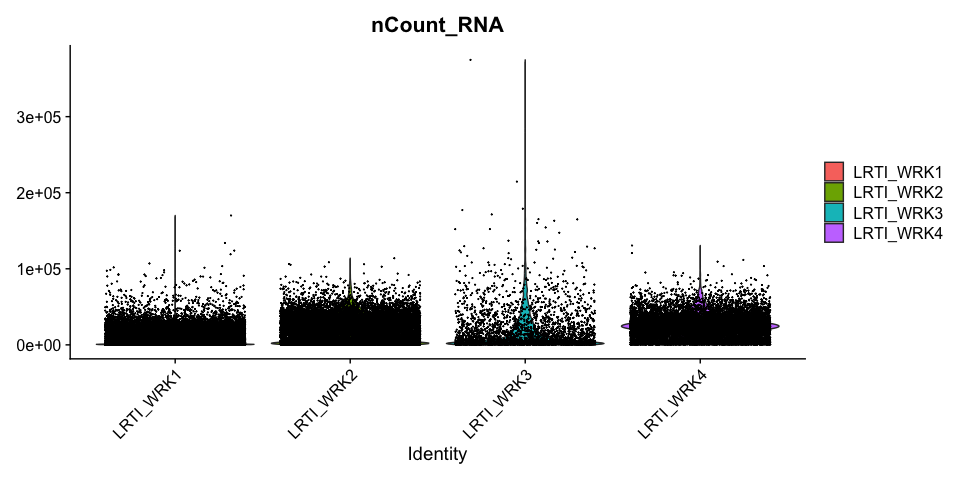 nCount_RNA
3e+05
2e+05
1e+05
0e+00
LRTI_WRK1
LRTI_WRK2
LRTI_WRK3
LRTI_WRK4
Identity
LRTI_WRK1
LRTI_WRK2
LRTI_WRK3
LRTI_WRK4